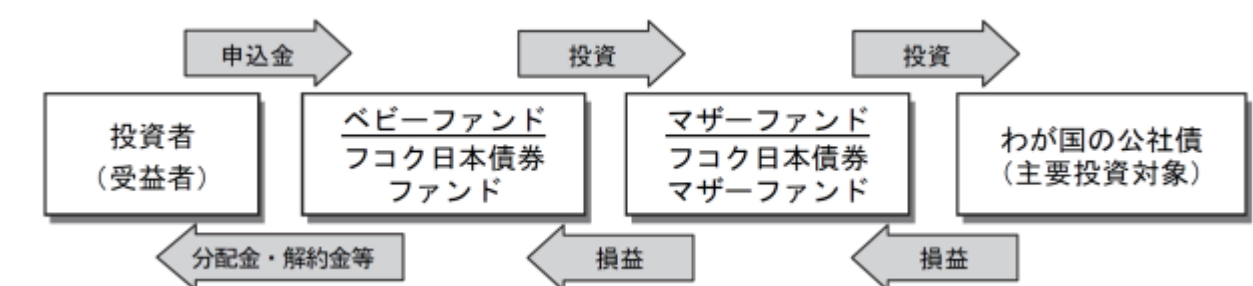 申込金
投資
投資
投資者
(受益者)
ベビーファンド
フコク日本債券
ファンド
マザーファンド
フコク日本債券
マザーファンド
わが国の公社債
(主要投資対象)
分配金・解約金等
損益
損益